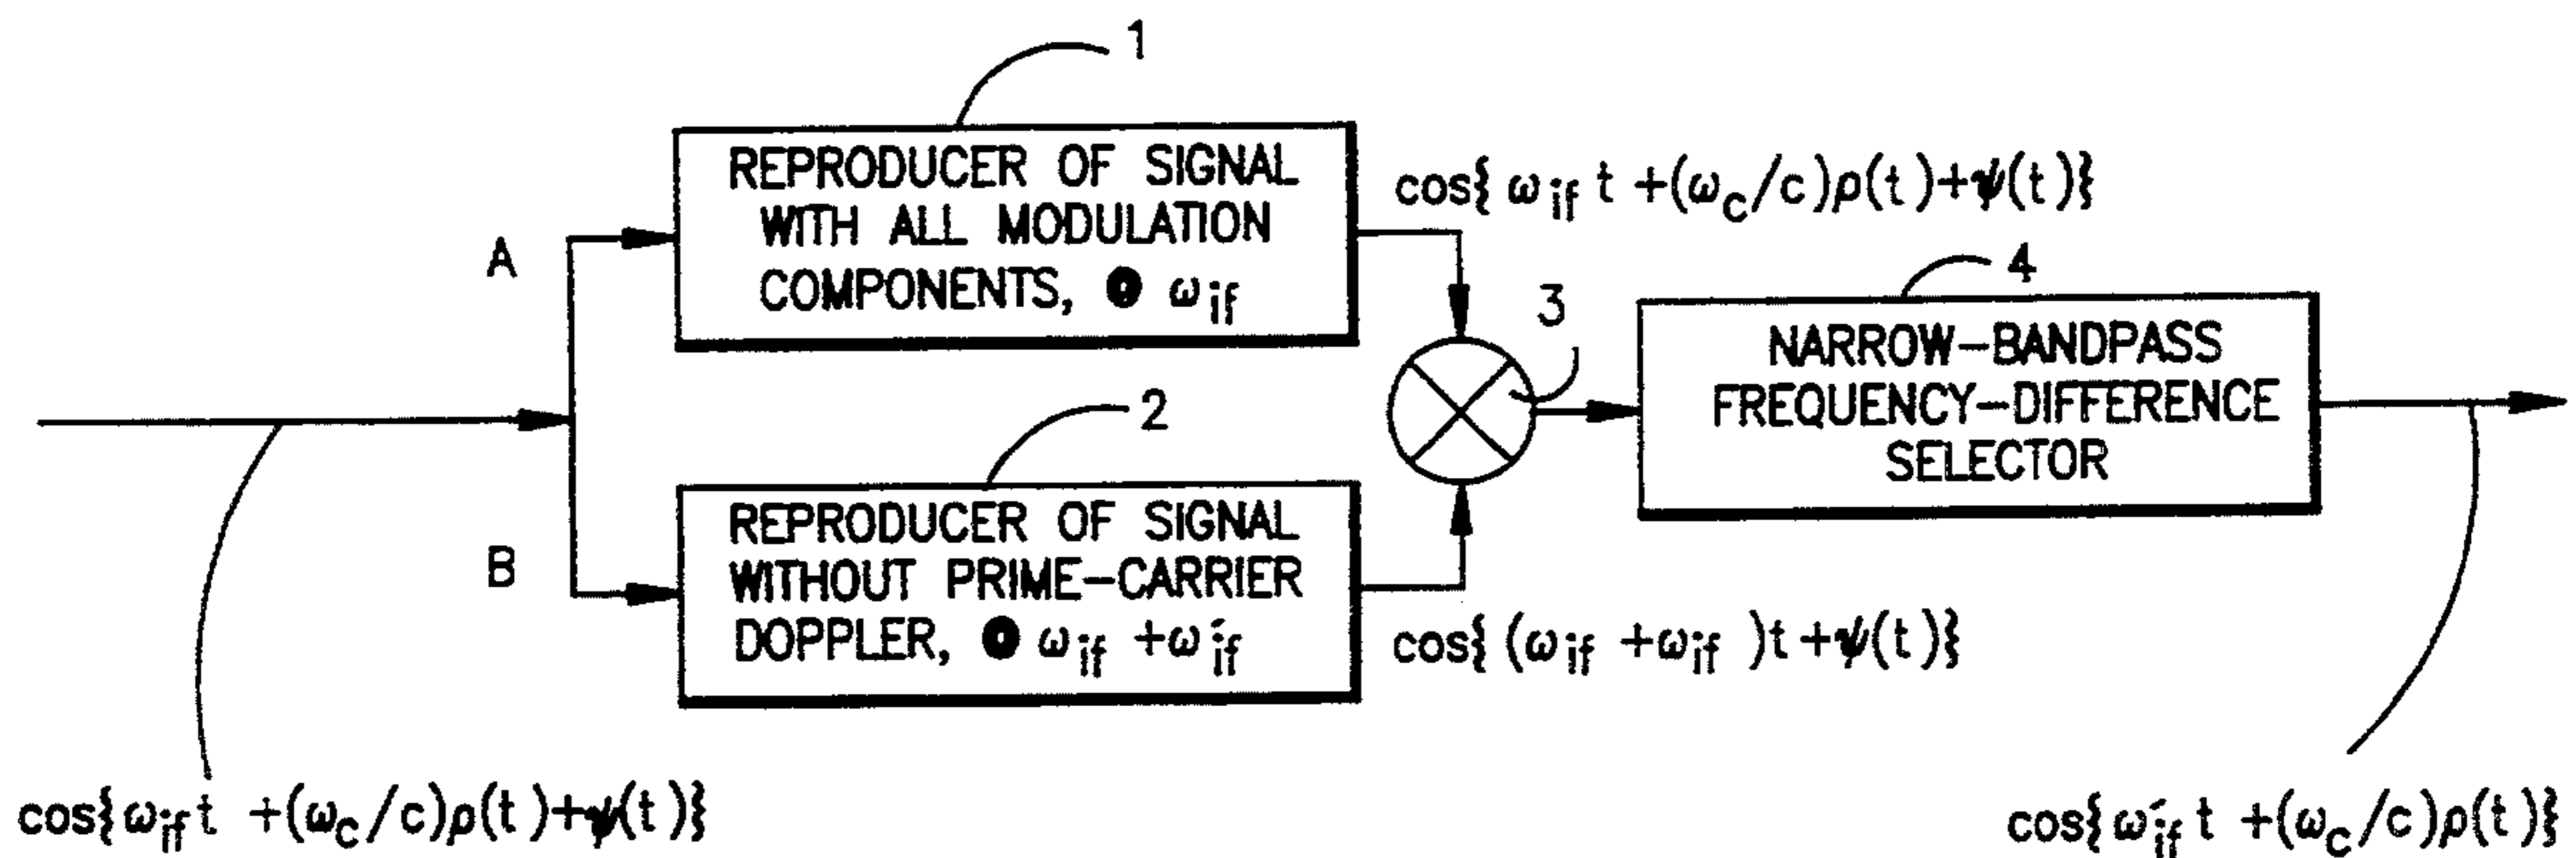 1
REPRODUCER OF SIGNAL
WITH ALL MODULATION
COMPONENTS, @ ω_if
cos{ ω_if t +(ω_c/c)ρ(t)+ψ(t)}
A
3
4
NARROW-BANDPASS
FREQUENCY-DIFFERENCE
SELECTOR
2
B
REPRODUCER OF SIGNAL
WITHOUT PRIME-CARRIER
DOPPLER, @ ω_if +ω´_if
cos{ (ω_if +ω_if )t+ψ(t)}
cos{ω_if t +(ω_c/c)ρ(t)+ψ(t)}
cos{ω´_if t +(ω_c/c)ρ(t)}